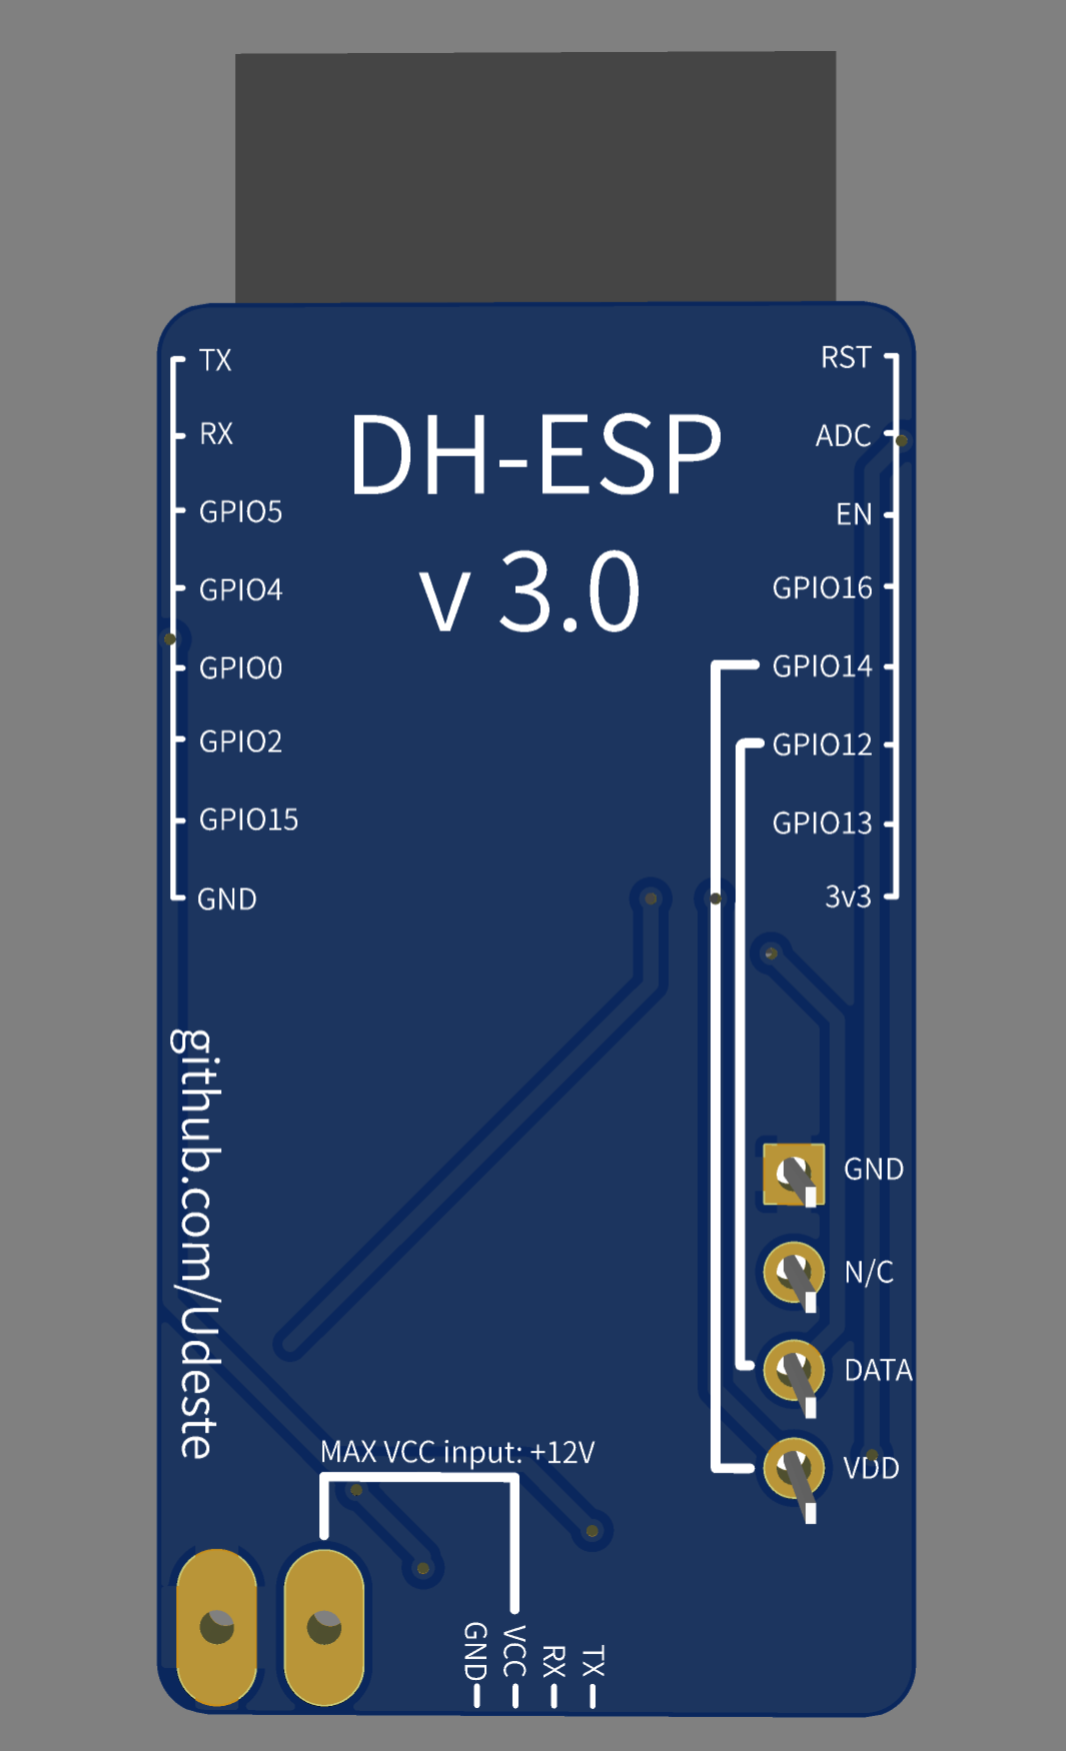 TX
RX
GPIO5
GPIO4
GPIO0
GPIO2
GPIO15
GND
DH-ESP
v 3.0
RST
ADC
EN
GPIO16
GPIO14
GPIO12
GPIO13
3v3
github.com/Udeste
GND
N/C
DATA
VDD
MAX VCC input: +12V
GND
VCC
RX
TX